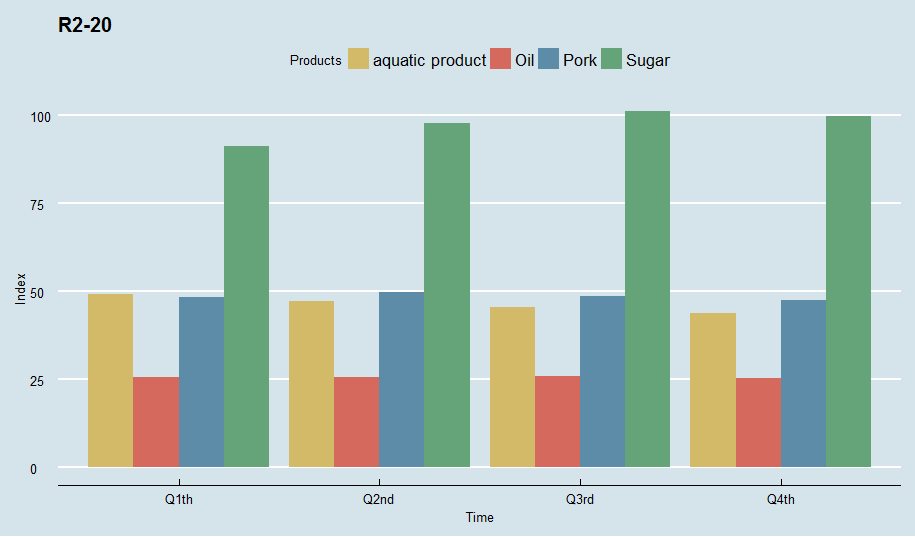 R2-20
Products aquatic product Oil Pork Sugar
100
75
50
25
0
Index
Q1th Q2nd Q3rd Q4th
Time